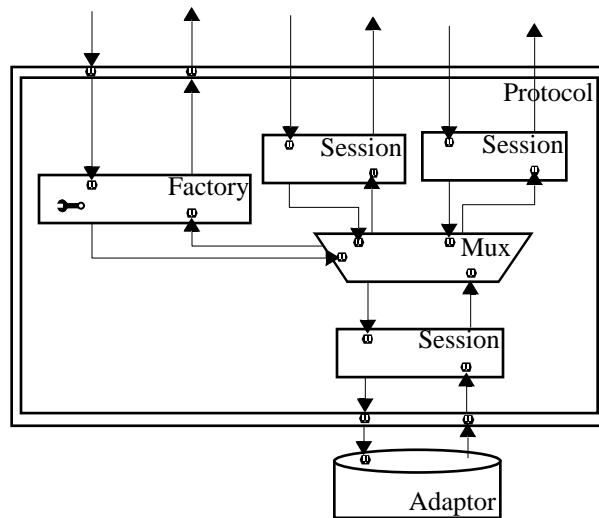 Protocol
Session
Session
Factory
Mux
Session
Adaptor